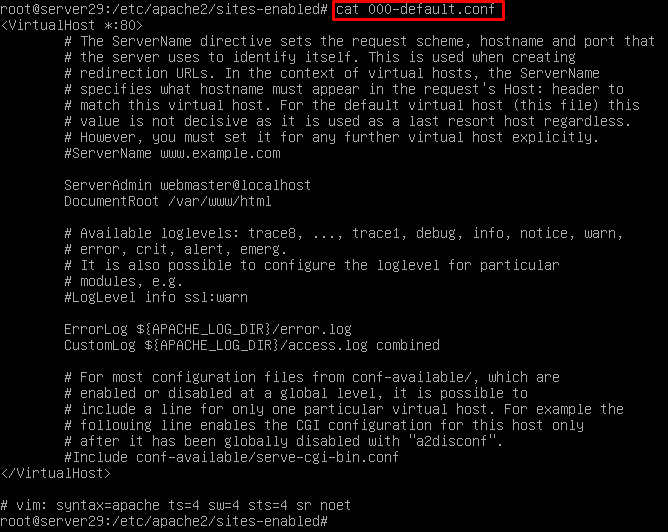 root@server29:/etc/apache2/sites-enabled# cat 000-default.conf
<VirtualHost *:80>
# The ServerName directive sets the request scheme, hostname and port that
# the server uses to identify itself. This is used when creating
# redirection URLs. In the context of virtual hosts, the ServerName
# specifies what hostname must appear in the request's Host: header to
# match this virtual host. For the default virtual host (this file) this
# value is not decisive as it is used as a last resort host regardless.
# However, you must set it for any further virtual host explicitly.
#ServerName www.example.com
ServerAdmin webmaster@localhost
DocumentRoot /var/www/html
# Available loglevels: trace8, ..., trace1, debug, info, notice, warn,
# error, crit, alert, emerg.
# It is also possible to configure the loglevel for particular
# modules, e.g.
#LogLevel info ssl:warn
ErrorLog ${APACHE_LOG_DIR}/error.log
CustomLog ${APACHE_LOG_DIR}/access.log combined
# For most configuration files from conf-available/, which are
# enabled or disabled at a global level, it is possible to
# include a line for only one particular virtual host. For example the
# following line enables the CGI configuration for this host only
# after it has been globally disabled with "a2disconf".
#Include conf-available/serve-cgi-bin.conf
</VirtualHost>
# vim: syntax=apache ts=4 sw=4 sts=4 sr noet
root@server29:/etc/apache2/sites-enabled#